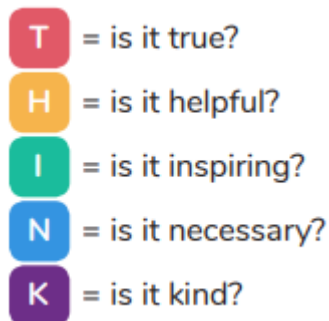 T = is it true?
H = is it helpful?
I = is it inspiring?
N = is it necessary?
K = is it kind?